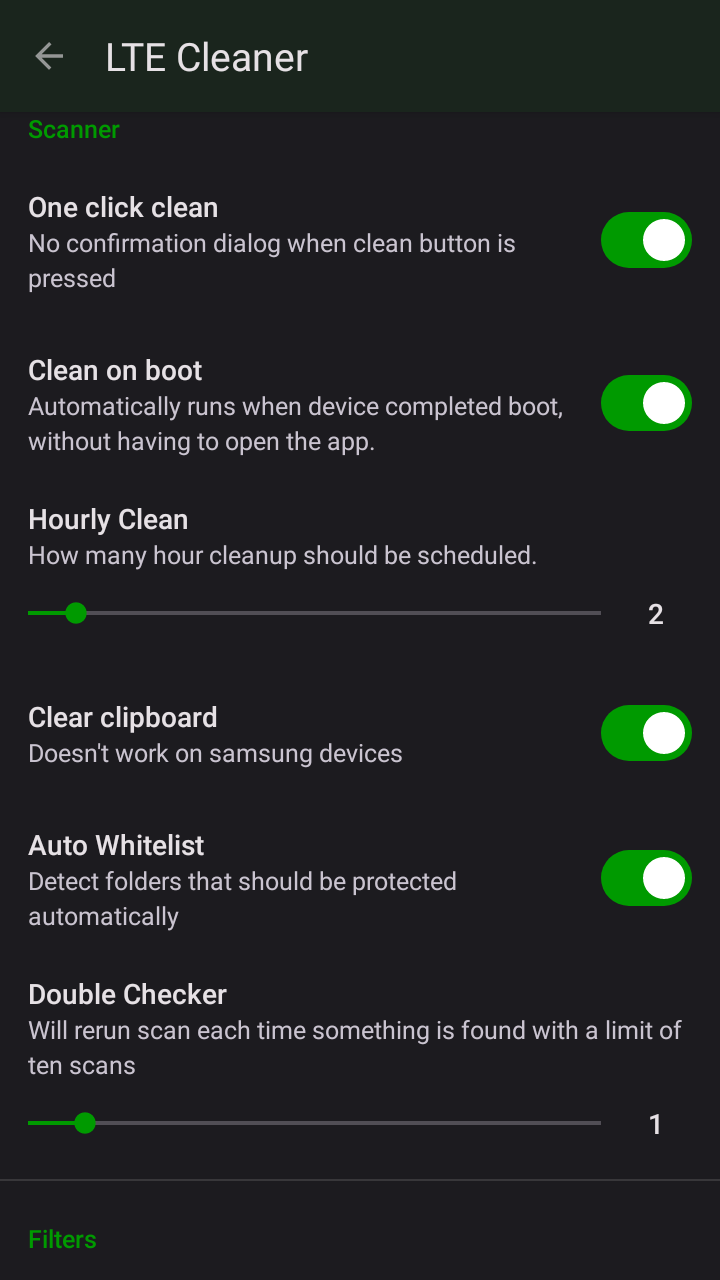 LTE Cleaner
Scanner
One click clean
No confirmation dialog when clean button is
pressed
Clean on boot
Automatically runs when device completed boot,
without having to open the app.
Hourly Clean
How many hour cleanup should be scheduled.
2
Clear clipboard
Doesn't work on samsung devices
Auto Whitelist
Detect folders that should be protected
automatically
Double Checker
Will rerun scan each time something is found with a limit of
ten scans
1
Filters